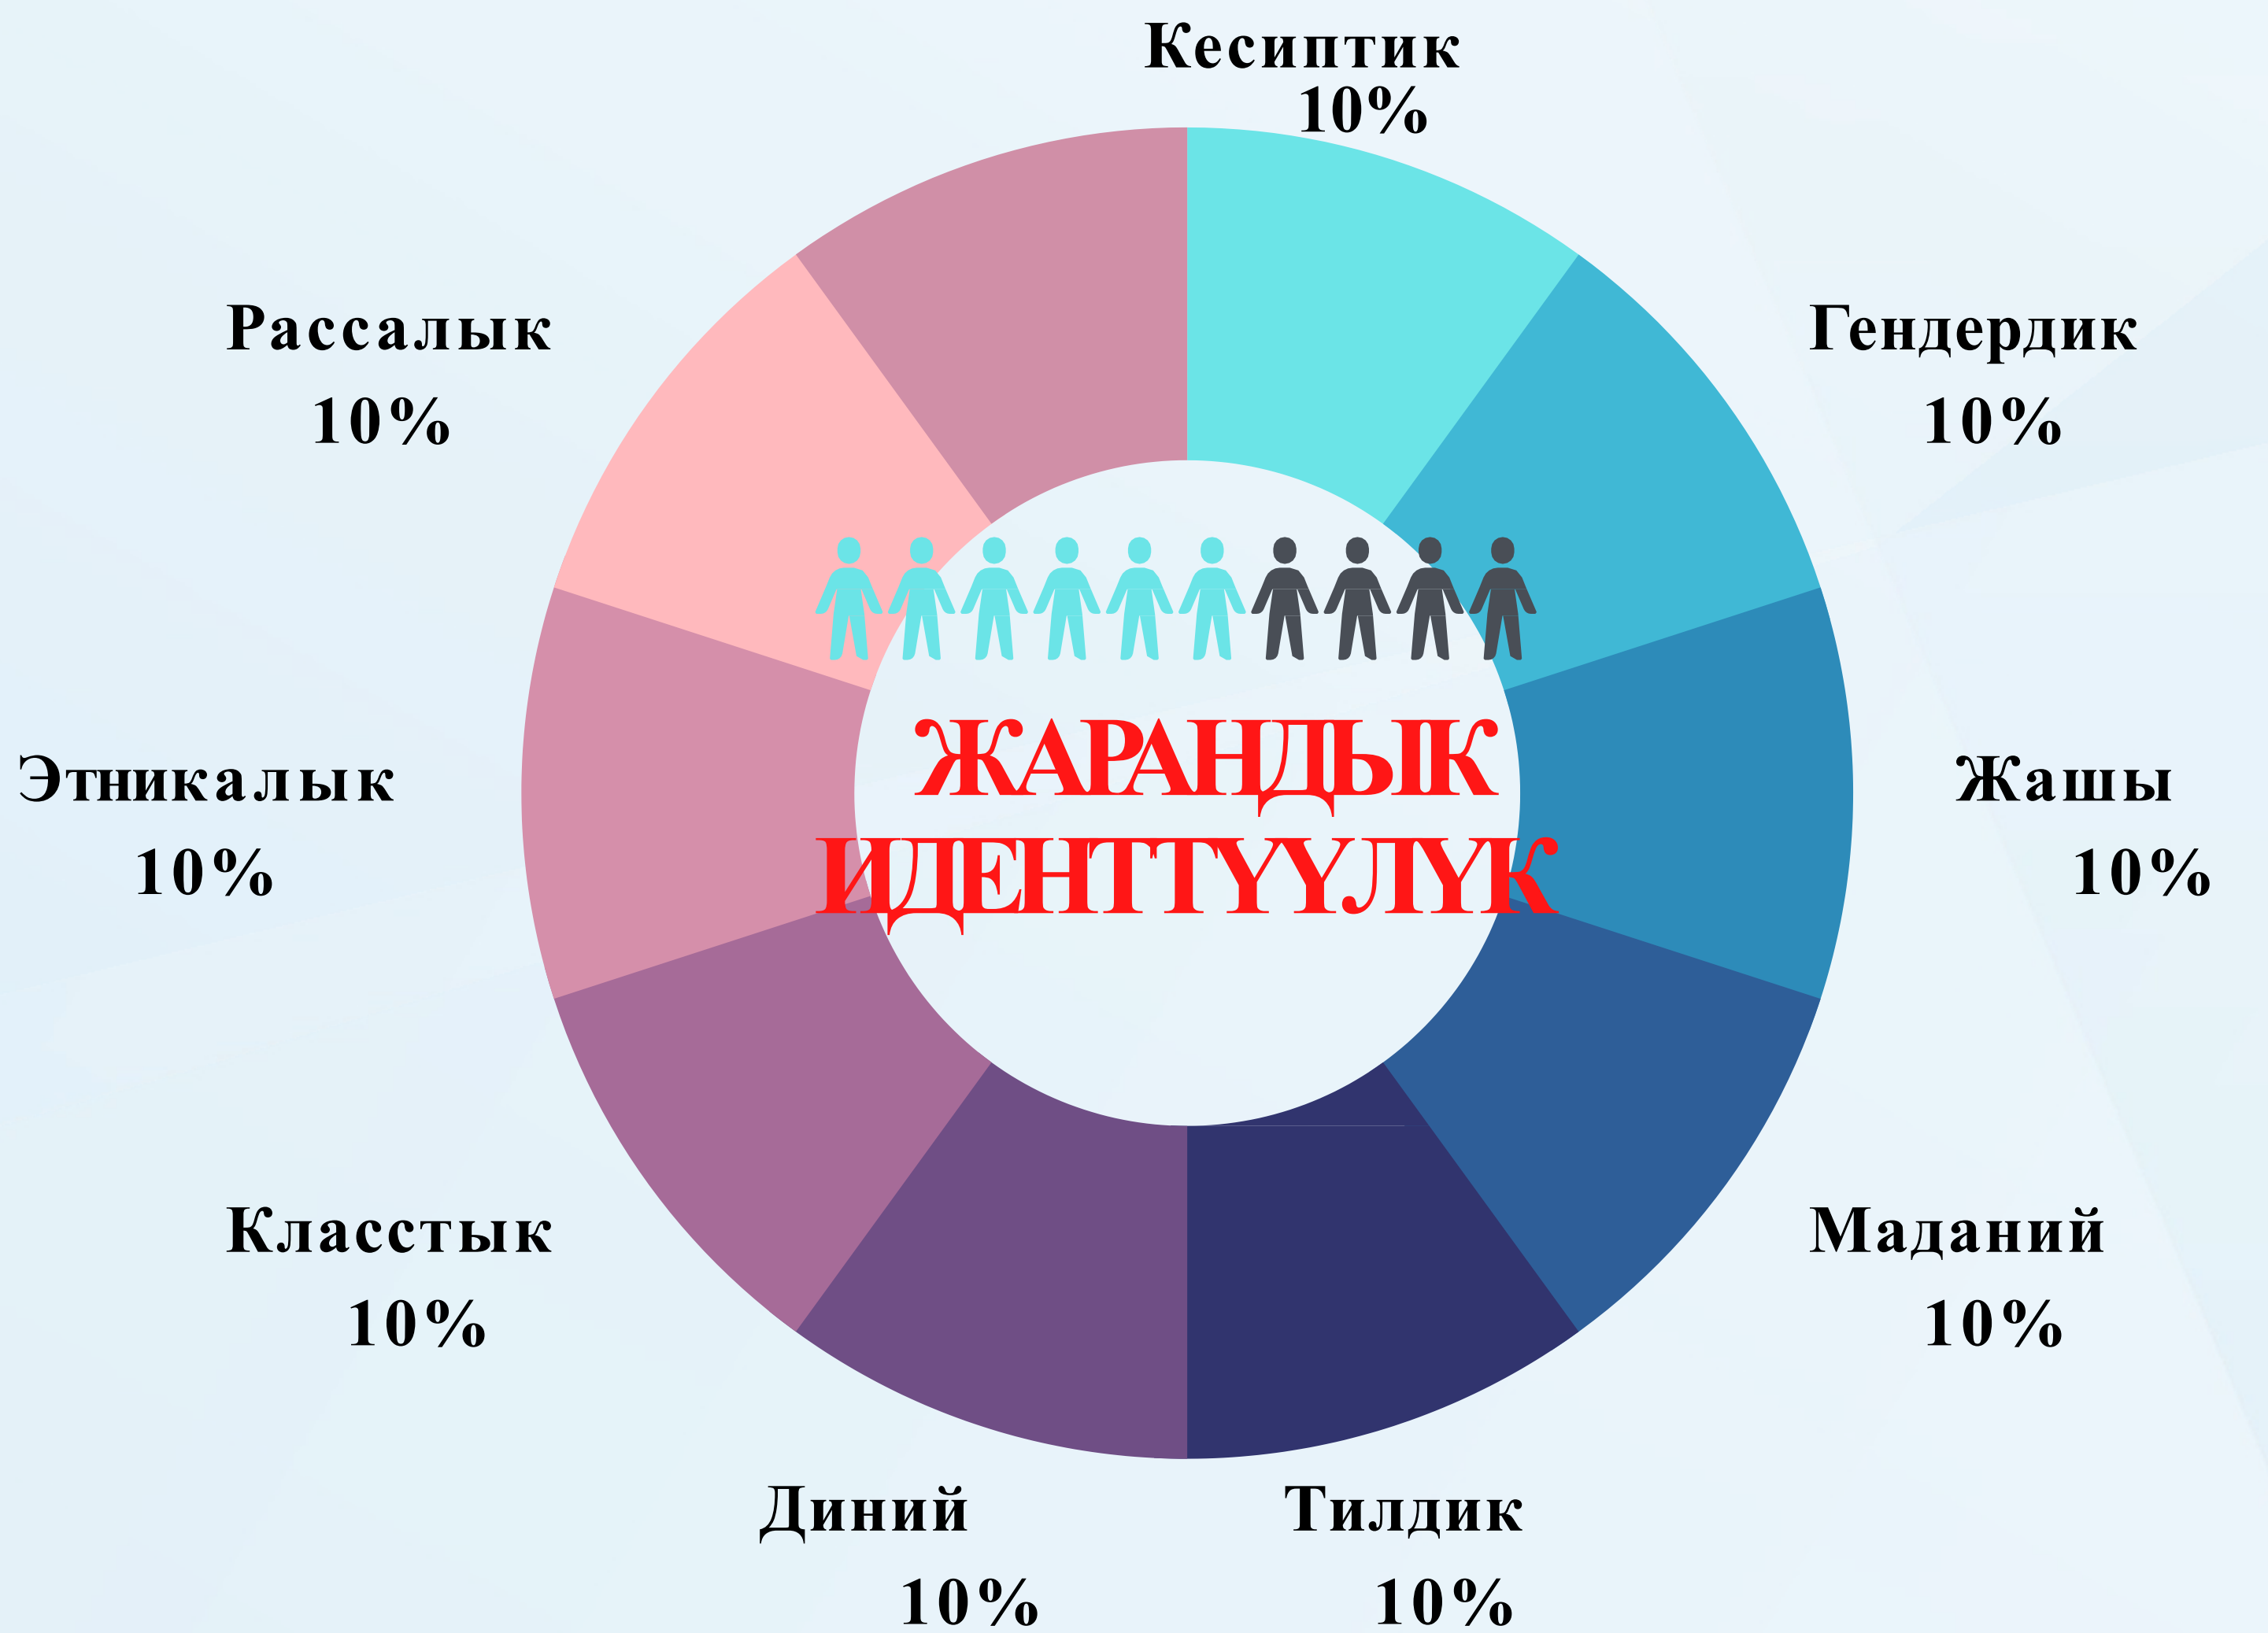 Кесиптик
10%
Рассалык
10%
Гендердик
10%
ЖАРАНДЫК
ИДЕНТТҮҮЛҮК
Этникалык
10%
Жашы
10%
Класстык
10%
Маданий
10%
Диний
10%
Тилдик
10%